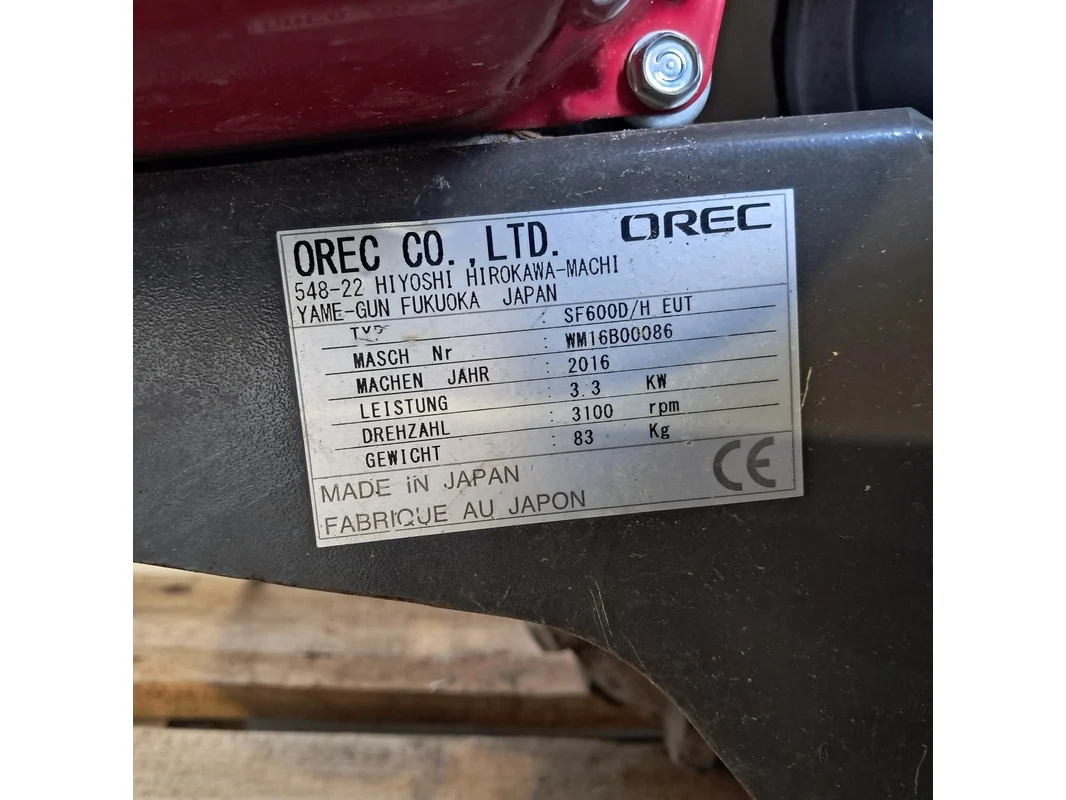 OREC CO.,LTD. OREC
548-22 HIYOSHI HIROKAWA-MACHI
YAME-GUN FUKUOKA JAPAN
TYP : SF600D/H EUT
MASCH Nr : WM16B00086
MACHEN JAHR : 2016
LEISTUNG : 3.3 KW
DREHZAHL : 3100 rpm
GEWICHT : 83 Kg
MADE iN JAPAN
FABRIQUE AU JAPON
CE